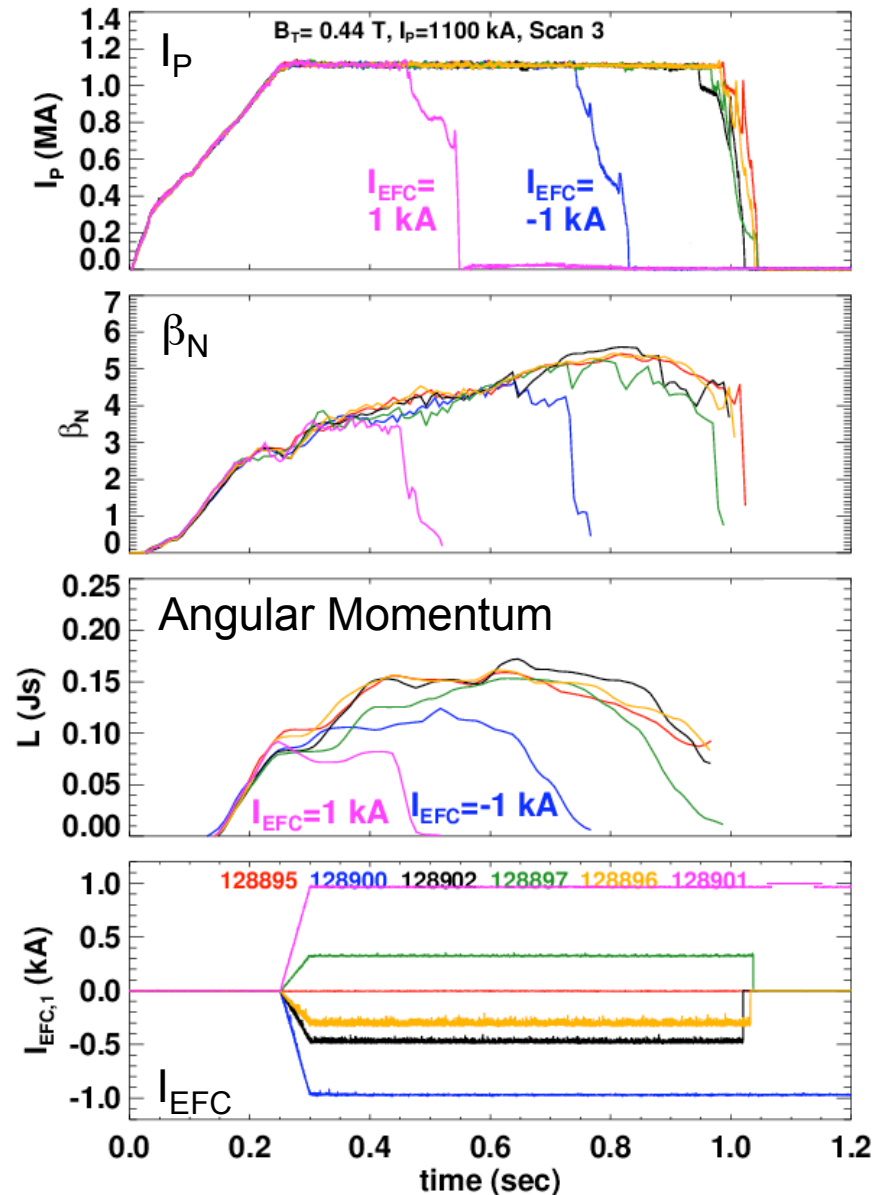 B_T= 0.44 T, I_P=1100 kA, Scan 3
I_P
I_P (MA)
1.4
1.2
1.0
0.8
0.6
0.4
0.2
0.0
I_EFC=
1 kA
I_EFC=
-1 kA
β_N
β_N
7
6
5
4
3
2
1
0
Angular Momentum
L (Js)
0.25
0.20
0.15
0.10
0.05
0.00
I_EFC=1 kA
I_EFC=-1 kA
128895 128900 128902 128897 128896 128901
I_EFC,1 (kA)
1.0
0.5
0.0
-0.5
-1.0
I_EFC
0.0 0.2 0.4 0.6 0.8 1.0 1.2
time (sec)